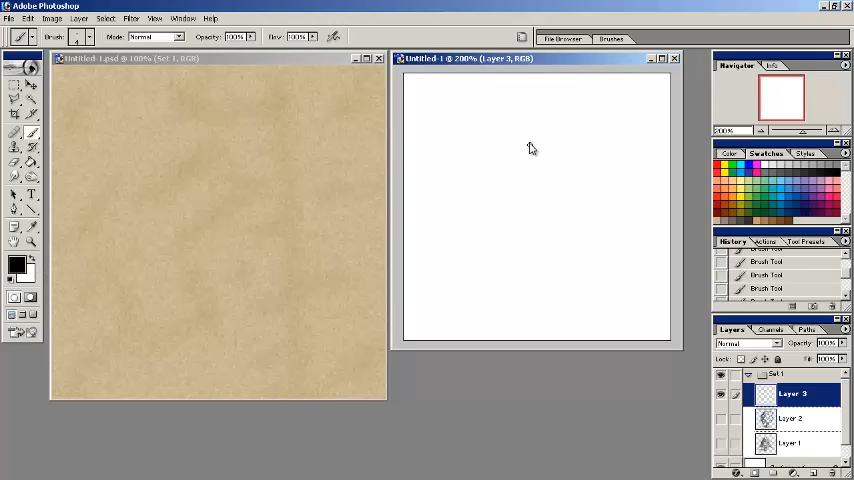 Adobe Photoshop
File Edit Image Layer Select Filter View Window Help
Brush: 4 Mode: Normal Opacity: 100% Flow: 100% File Browser Brushes
Untitled-1.psd @ 100% (Set 1, RGB)
Untitled-1 @ 200% (Layer 3, RGB)
Navigator Info
200%
Color Swatches Styles
History Actions Tool Presets
Brush Tool
Brush Tool
Brush Tool
Layers Channels Paths
Normal Opacity: 100%
Lock: Fill: 100%
Set 1
Layer 3
Layer 2
Layer 1